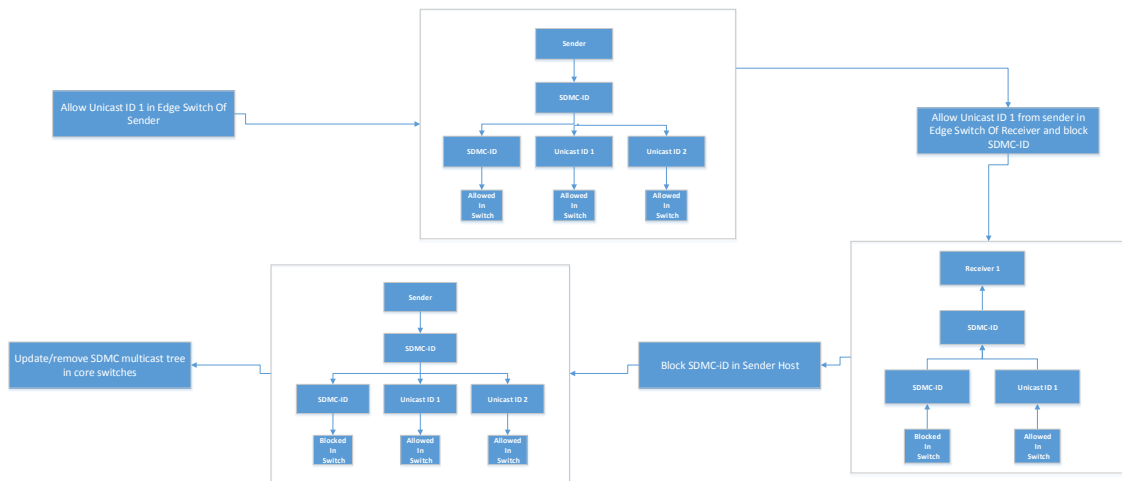 Allow Unicast ID 1 in Edge Switch Of
Sender
Sender
SDMC-ID
SDMC-ID
Unicast ID 1
Unicast ID 2
Allowed
In
Switch
Allowed
In
Switch
Allowed
In
Switch
Allow Unicast ID 1 from sender in
Edge Switch Of Receiver and block
SDMC-ID
Receiver 1
SDMC-ID
SDMC-ID
Unicast ID 1
Blocked
In
Switch
Allowed
In
Switch
Block SDMC-iD in Sender Host
Sender
SDMC-ID
SDMC-ID
Unicast ID 1
Unicast ID 2
Blocked
In
Switch
Allowed
In
Switch
Allowed
In
Switch
Update/remove SDMC multicast tree
in core switches